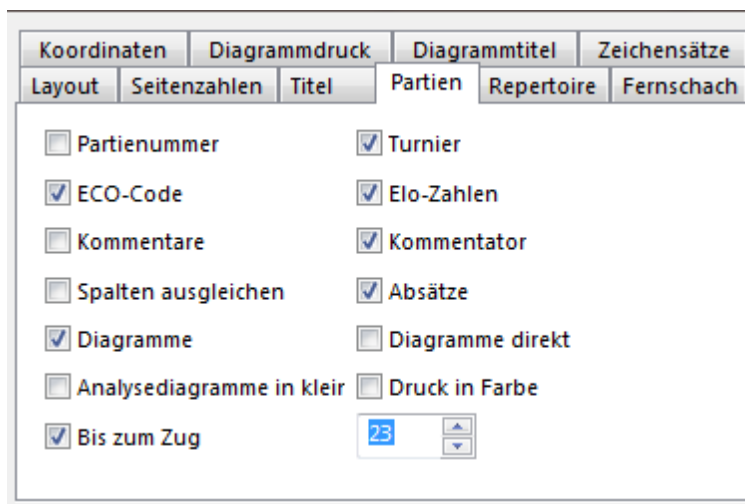 Koordinaten Diagrammdruck Diagrammtitel Zeichensätze
Layout Seitenzahlen Titel Partien Repertoire Fernschach
Partienummer Turnier
ECO-Code Elo-Zahlen
Kommentare Kommentator
Spalten ausgleichen Absätze
Diagramme Diagramme direkt
Analysediagramme in kleir Druck in Farbe
Bis zum Zug 23